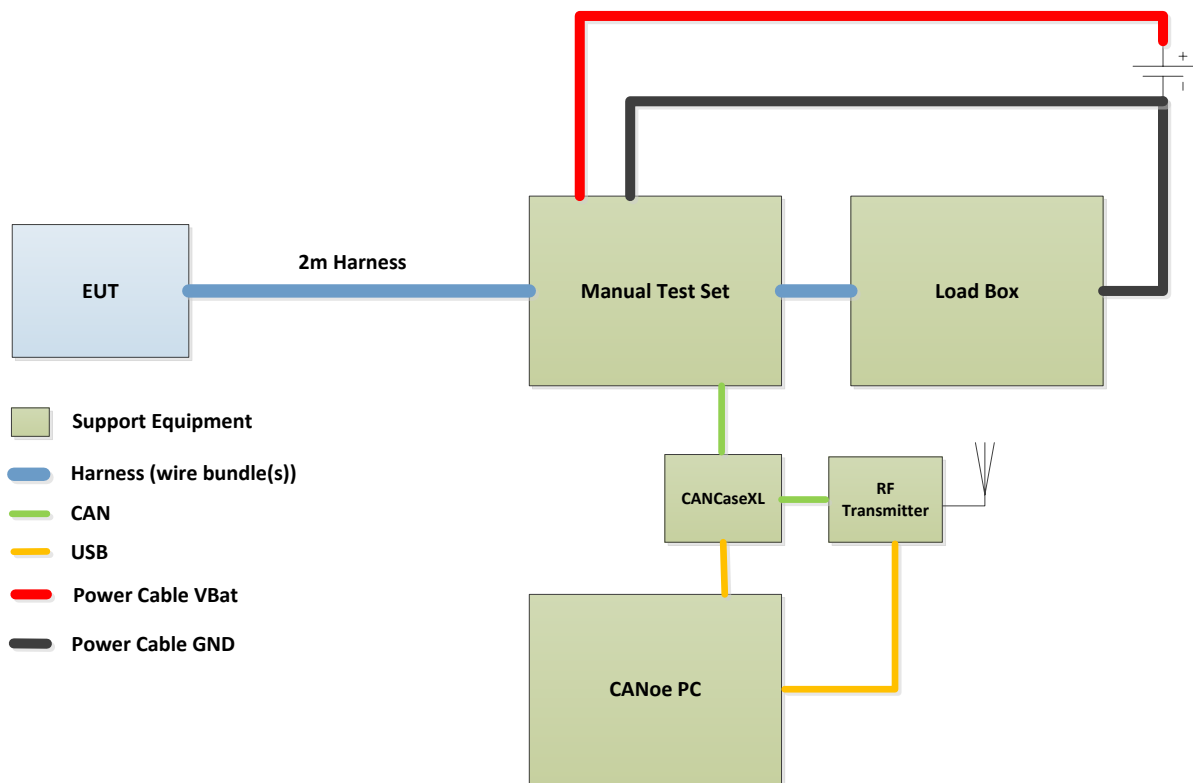 +
-
2m Harness
EUT
Manual Test Set
Load Box
Support Equipment
Harness (wire bundle(s))
CAN
USB
Power Cable VBat
Power Cable GND
CANCaseXL
RF
Transmitter
CANoe PC